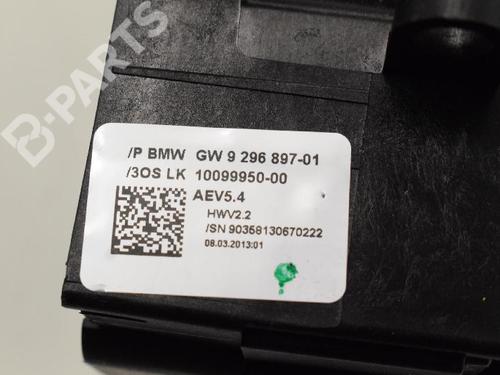 B-PARTS
/P BMW GW 9 296 897-01
/3OS LK 10099950-00
AEV5.4
HWV2.2
/SN 90358130670222
08.03.2013:01